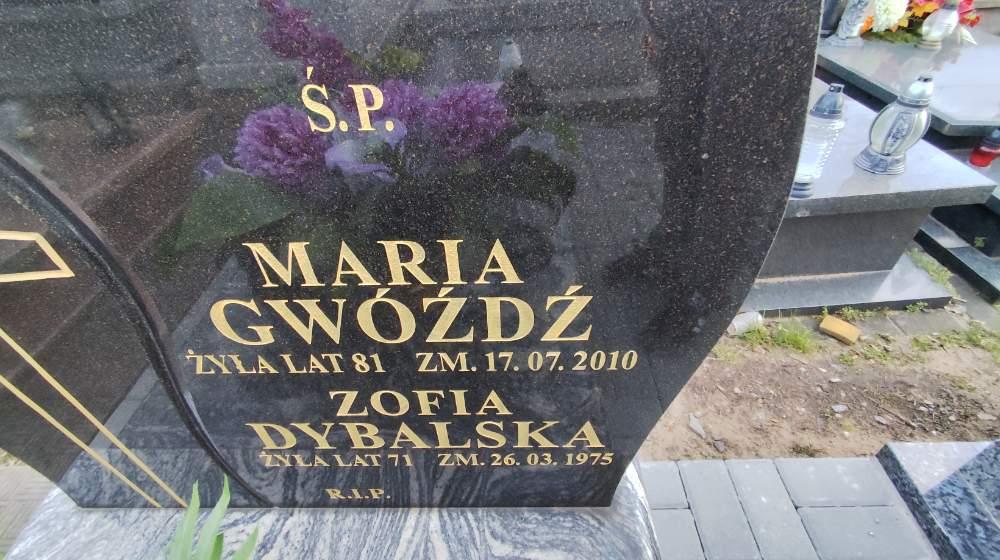 Ś.P.
MARIA
GWÓŹDŹ
ŻYŁA LAT 81 ZM. 17. 07. 2010
ZOFIA
DYBALSKA
ŻYŁA LAT 71 ZM. 26. 03. 1975
R.I.P.